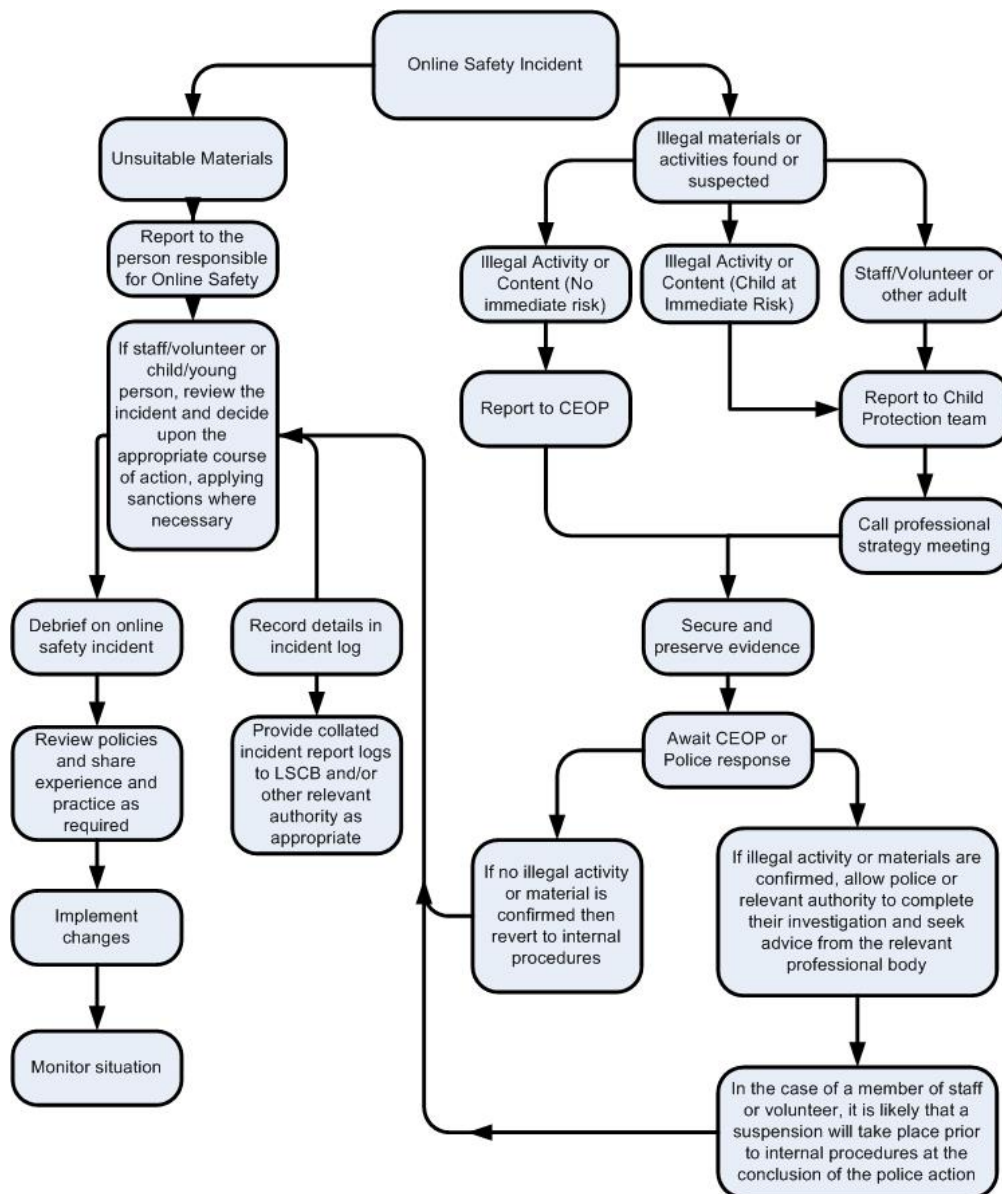 Online Safety Incident
Unsuitable Materials
Report to the
person responsible
for Online Safety
If staff/volunteer or
child/young
person, review the
incident and decide
upon the
appropriate course
of action, applying
sanctions where
necessary
Debrief on online
safety incident
Review policies
and share
experience and
practice as
required
Implement
changes
Monitor situation
Record details in
incident log
Provide collated
incident report logs
to LSCB and/or
other relevant
authority as
appropriate
Illegal materials or
activities found or
suspected
Illegal Activity or
Content (No
immediate risk)
Illegal Activity or
Content (Child at
Immediate Risk)
Staff/Volunteer or
other adult
Report to CEOP
Report to Child
Protection team
Call professional
strategy meeting
Secure and
preserve evidence
Await CEOP or
Police response
If no illegal activity
or material is
confirmed then
revert to internal
procedures
If illegal activity or materials are
confirmed, allow police or
relevant authority to complete
their investigation and seek
advice from the relevant
professional body
In the case of a member of staff
or volunteer, it is likely that a
suspension will take place prior
to internal procedures at the
conclusion of the police action